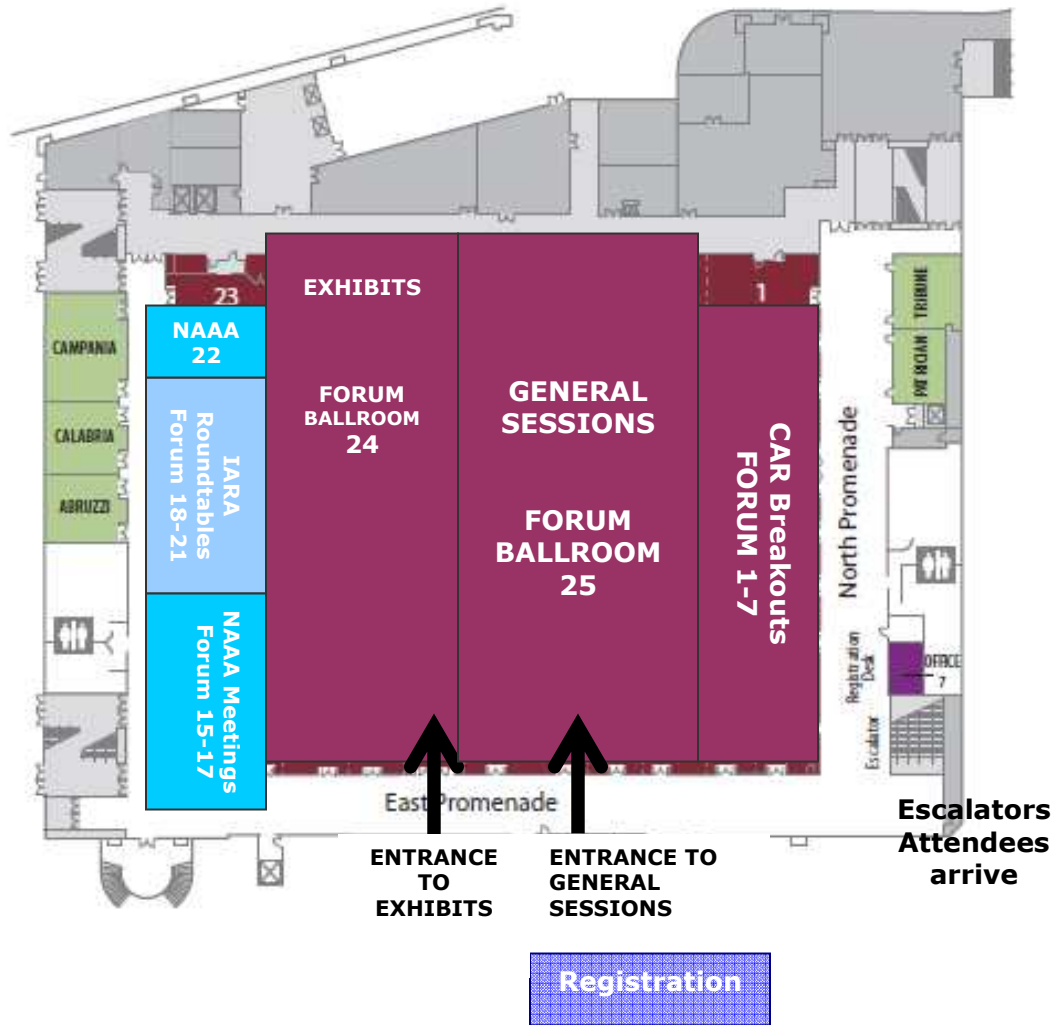 EXHIBITS
23
1
NAAA
22
CAMPANIA
CALABRIA
ABRUZZI
IARA
Roundtables
Forum 18-21
NAAA Meetings
Forum 15-17
FORUM
BALLROOM
24
GENERAL
SESSIONS
FORUM
BALLROOM
25
CAR Breakouts
FORUM 1-7
North Promenade
TRIBUNE
PATRICIAN
Registration
Desk
OFFICE
7
Escalator
East Promenade
Escalators
Attendees
arrive
ENTRANCE
TO
EXHIBITS
ENTRANCE TO
GENERAL
SESSIONS
Registration